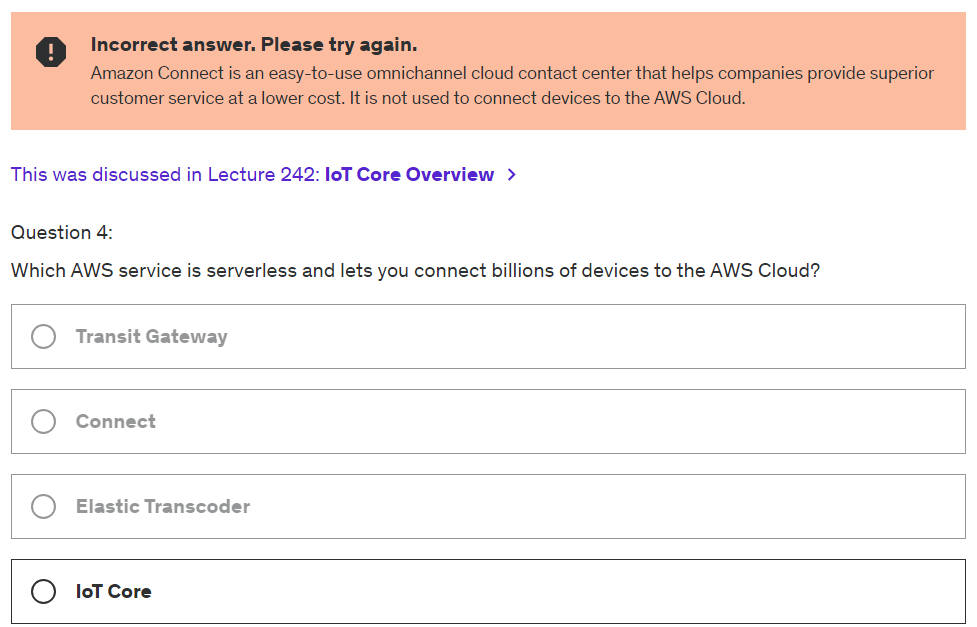 Incorrect answer. Please try again.
Amazon Connect is an easy-to-use omnichannel cloud contact center that helps companies provide superior
customer service at a lower cost. It is not used to connect devices to the AWS Cloud.
This was discussed in Lecture 242: IoT Core Overview >
Question 4:
Which AWS service is serverless and lets you connect billions of devices to the AWS Cloud?
Transit Gateway
Connect
Elastic Transcoder
IoT Core